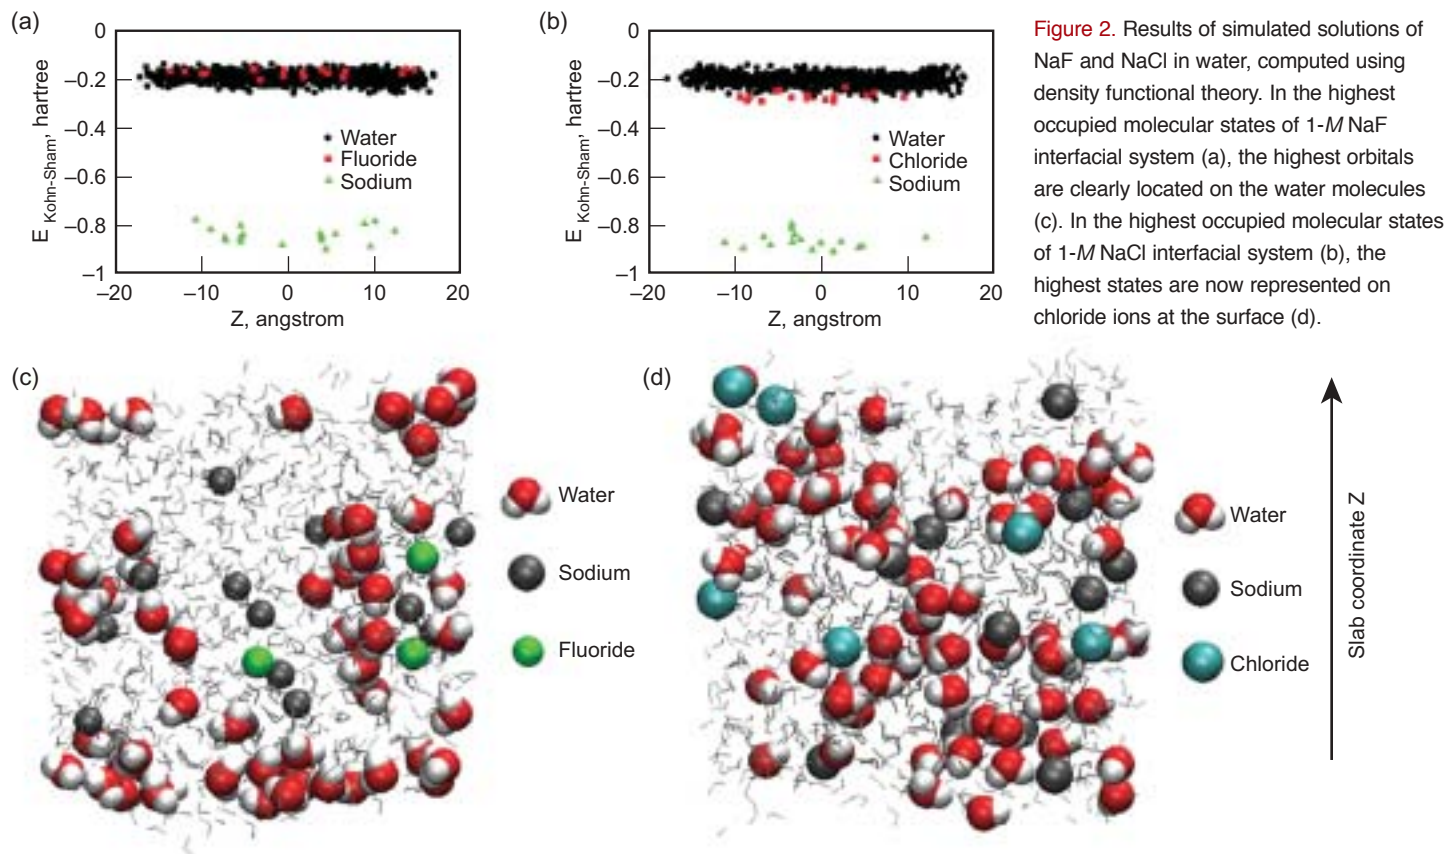 (a)
0
–0.2
–0.4
–0.6
–0.8
–1
E Kohn-Sham, hartree
Water
Fluoride
Sodium
–20
–10
0
10
20
Z, angstrom
(b)
0
–0.2
–0.4
–0.6
–0.8
–1
E Kohn-Sham, hartree
Water
Chloride
Sodium
–20
–10
0
10
20
Z, angstrom
Figure 2. Results of simulated solutions of
NaF and NaCl in water, computed using
density functional theory. In the highest
occupied molecular states of 1-M NaF
interfacial system (a), the highest orbitals
are clearly located on the water molecules
(c). In the highest occupied molecular states
of 1-M NaCl interfacial system (b), the
highest states are now represented on
chloride ions at the surface (d).
(c)
Water
Sodium
Fluoride
(d)
Water
Sodium
Chloride
Slab coordinate Z